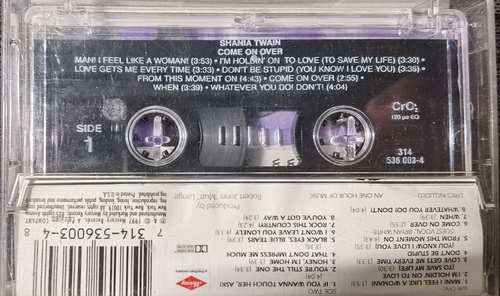 SHANIA TWAIN
COME ON OVER
MAN! I FEEL LIKE A WOMAN! (3:53) • I'M HOLDIN' ON TO LOVE (TO SAVE MY LIFE) (3:30) •
LOVE GETS ME EVERY TIME (3:33) • DON'T BE STUPID (YOU KNOW I LOVE YOU) (3:35) •
FROM THIS MOMENT ON (4:43) • COME ON OVER (2:55) •
WHEN (3:39) • WHATEVER YOU DO! DON'T! (4:04)
SIDE
1
CrO2
120 µs EQ
314
536 003-4
7 314-536003-4 8
Produced by Robert John "Mutt" Lange
AN ONE HOUR OF MUSIC
1. MAN! I FEEL LIKE A WOMAN!
2. I'M HOLDIN' ON TO LOVE
(TO SAVE MY LIFE)
3. LOVE GETS ME EVERY TIME
4. DON'T BE STUPID
(YOU KNOW I LOVE YOU)
5. FROM THIS MOMENT ON
6. COME ON OVER
7. WHEN
8. WHATEVER YOU DO! DON'T!
SIDE TWO
1. IF YOU WANNA TOUCH HER, ASK!
2. YOU'RE STILL THE ONE
3. HONEY, I'M HOME
4. THAT DON'T IMPRESS ME MUCH
5. BLACK EYES, BLUE TEARS
6. I WON'T LEAVE YOU LONELY
7. ROCK THIS COUNTRY!
8. YOU'VE GOT A WAY